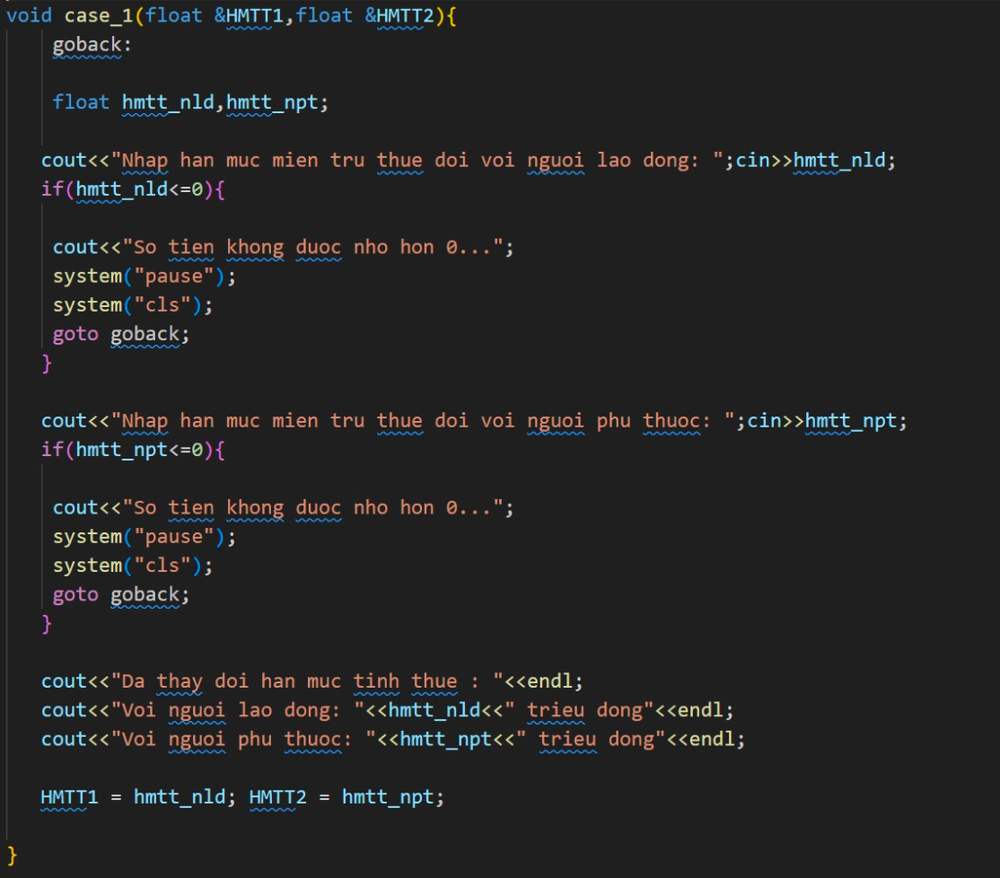 void case_1(float &HMTT1,float &HMTT2){
goback:
float hmtt_nld,hmtt_npt;
cout<<"Nhap han muc mien tru thue doi voi nguoi lao dong: ";cin>>hmtt_nld;
if(hmtt_nld<=0){
cout<<"So tien khong duoc nho hon 0...";
system("pause");
system("cls");
goto goback;
}
cout<<"Nhap han muc mien tru thue doi voi nguoi phu thuoc: ";cin>>hmtt_npt;
if(hmtt_npt<=0){
cout<<"So tien khong duoc nho hon 0...";
system("pause");
system("cls");
goto goback;
}
cout<<"Da thay doi han muc tinh thue : "<<endl;
cout<<"Voi nguoi lao dong: "<<hmtt_nld<<" trieu dong"<<endl;
cout<<"Voi nguoi phu thuoc: "<<hmtt_npt<<" trieu dong"<<endl;
HMTT1 = hmtt_nld; HMTT2 = hmtt_npt;
}